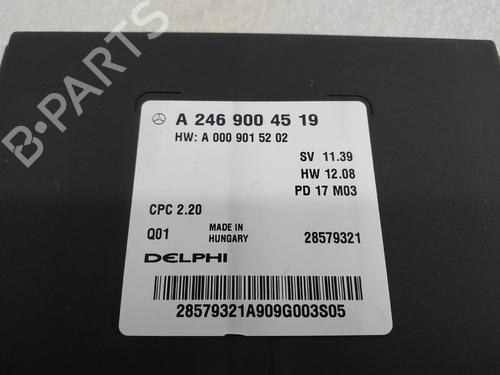 A 246 900 45 19
HW: A 000 901 52 02
SV 11.39
HW 12.08
PD 17 M03
CPC 2.20
Q01
MADE IN
HUNGARY
28579321
DELPHI
28579321A909G003S05
B-PARTS